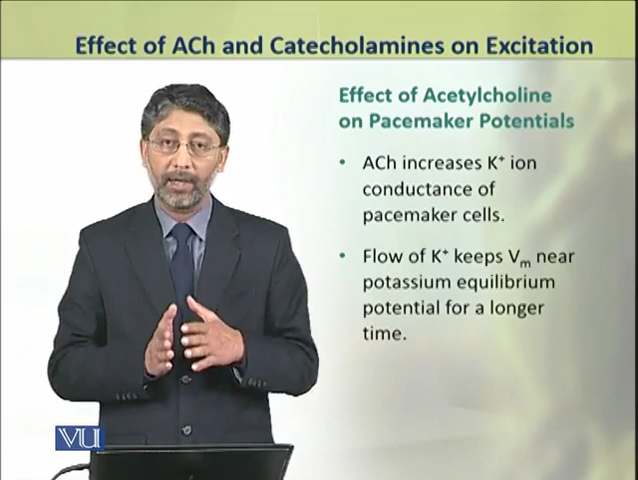 Effect of ACh and Catecholamines on Excitation
Effect of Acetylcholine
on Pacemaker Potentials
• ACh increases K⁺ ion
conductance of
pacemaker cells.
• Flow of K⁺ keeps Vₘ near
potassium equilibrium
potential for a longer
time.
VU